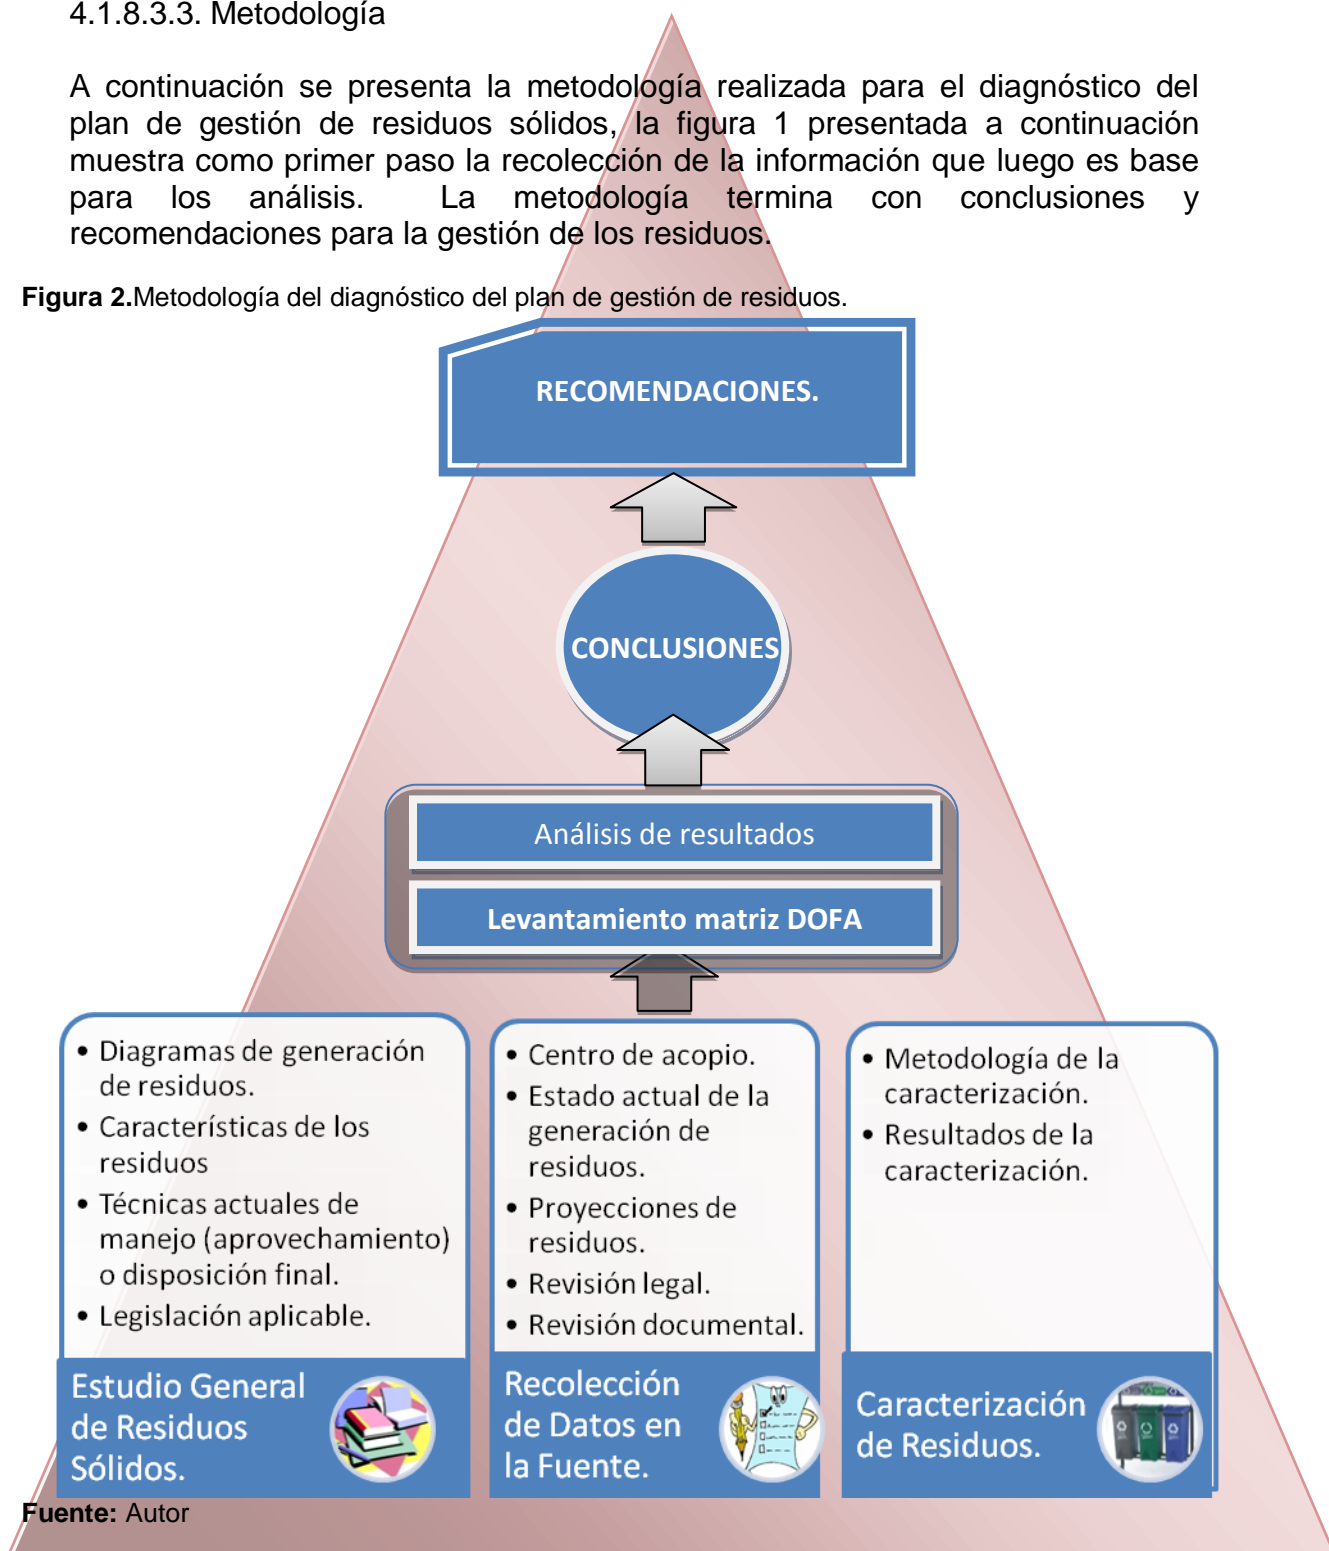 4.1.8.3.3. Metodología
A continuación se presenta la metodología realizada para el diagnóstico del
plan de gestión de residuos sólidos, la figura 1 presentada a continuación
muestra como primer paso la recolección de la información que luego es base
para los análisis. La metodología termina con conclusiones y
recomendaciones para la gestión de los residuos.
Figura 2.Metodología del diagnóstico del plan de gestión de residuos.
RECOMENDACIONES.
CONCLUSIONES
Análisis de resultados
Levantamiento matriz DOFA
• Diagramas de generación
de residuos.
• Características de los
residuos
• Técnicas actuales de
manejo (aprovechamiento)
o disposición final.
• Legislación aplicable.
Estudio General
de Residuos
Sólidos.
• Centro de acopio.
• Estado actual de la
generación de
residuos.
• Proyecciones de
residuos.
• Revisión legal.
• Revisión documental.
Recolección
de Datos en
la Fuente.
• Metodología de la
caracterización.
• Resultados de la
caracterización.
Caracterización
de Residuos.
Fuente: Autor